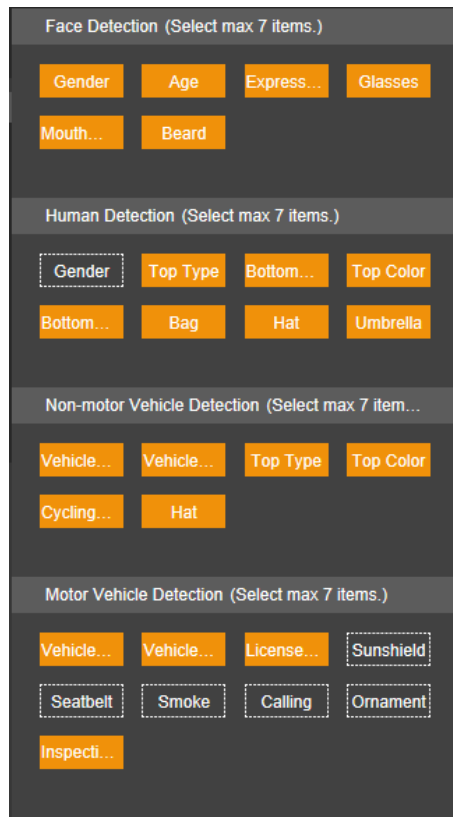 Face Detection (Select max 7 items.)
Gender Age Express... Glasses
Mouth... Beard
Human Detection (Select max 7 items.)
Gender Top Type Bottom... Top Color
Bottom... Bag Hat Umbrella
Non-motor Vehicle Detection (Select max 7 item...
Vehicle... Vehicle... Top Type Top Color
Cycling... Hat
Motor Vehicle Detection (Select max 7 items.)
Vehicle... Vehicle... License... Sunshield
Seatbelt Smoke Calling Ornament
Inspecti...